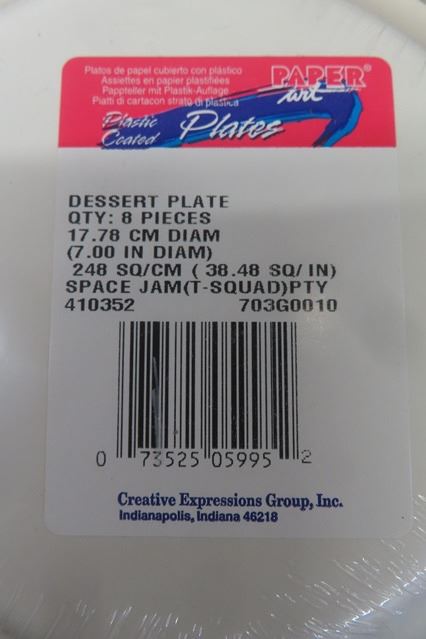 Platos de papel cubierto con plástico
Assiettes en papier plastifiées
Pappteller mit Plastik-Auflage
Piatti di cartacon strato di plastica
PAPER®
art
Plastic
Coated
Plates
DESSERT PLATE
QTY: 8 PIECES
17.78 CM DIAM
(7.00 IN DIAM)
248 SQ/CM ( 38.48 SQ/ IN)
SPACE JAM(T-SQUAD)PTY
410352 703G0010
0 73525 05995 2
Creative Expressions Group, Inc.
Indianapolis, Indiana 46218